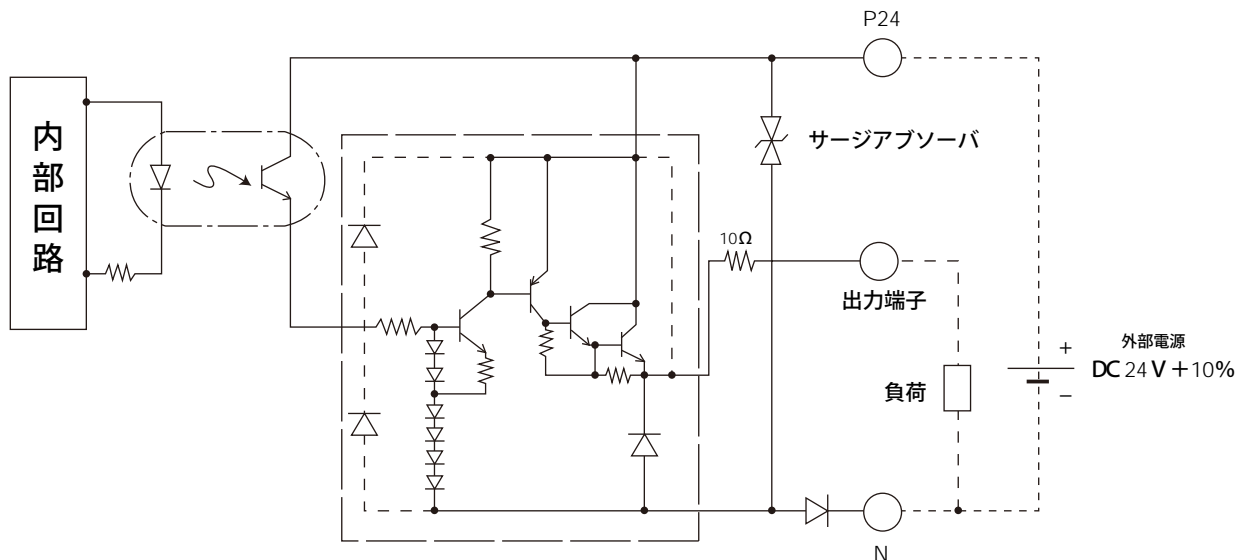 P24
内部回路
サージアブソーバ
10Ω
出力端子
外部電源
+
DC 24 V +10%
−
負荷
N